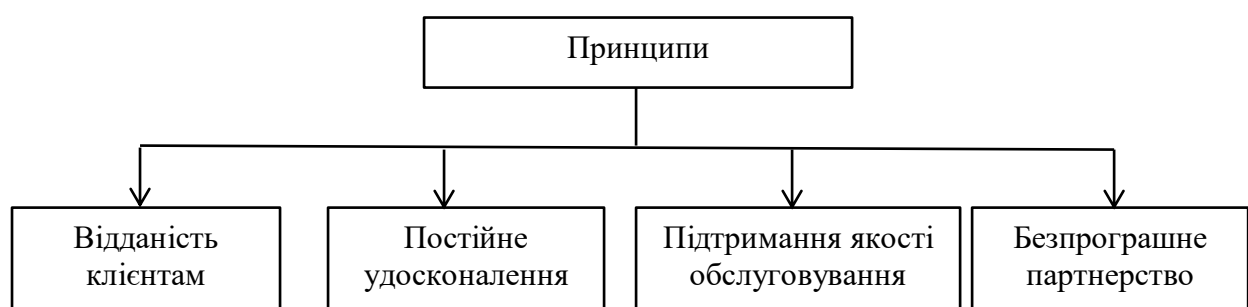 Принципи
Відданість
клієнтам
Постійне
удосконалення
Підтримання якості
обслуговування
Безпрограшне
партнерство